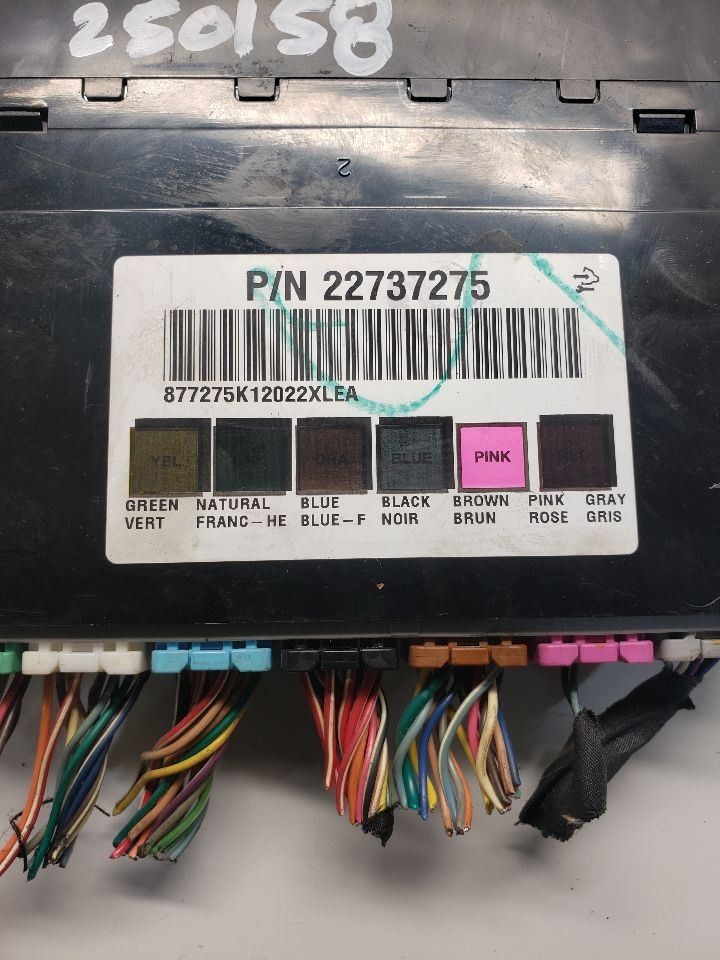 250158
2
P/N 22737275
877275K12022XLEA
YEL ORA BLUE PINK RED
GREEN NATURAL BLUE BLACK BROWN PINK GRAY
VERT FRANC-HE BLUE-F NOIR BRUN ROSE GRIS